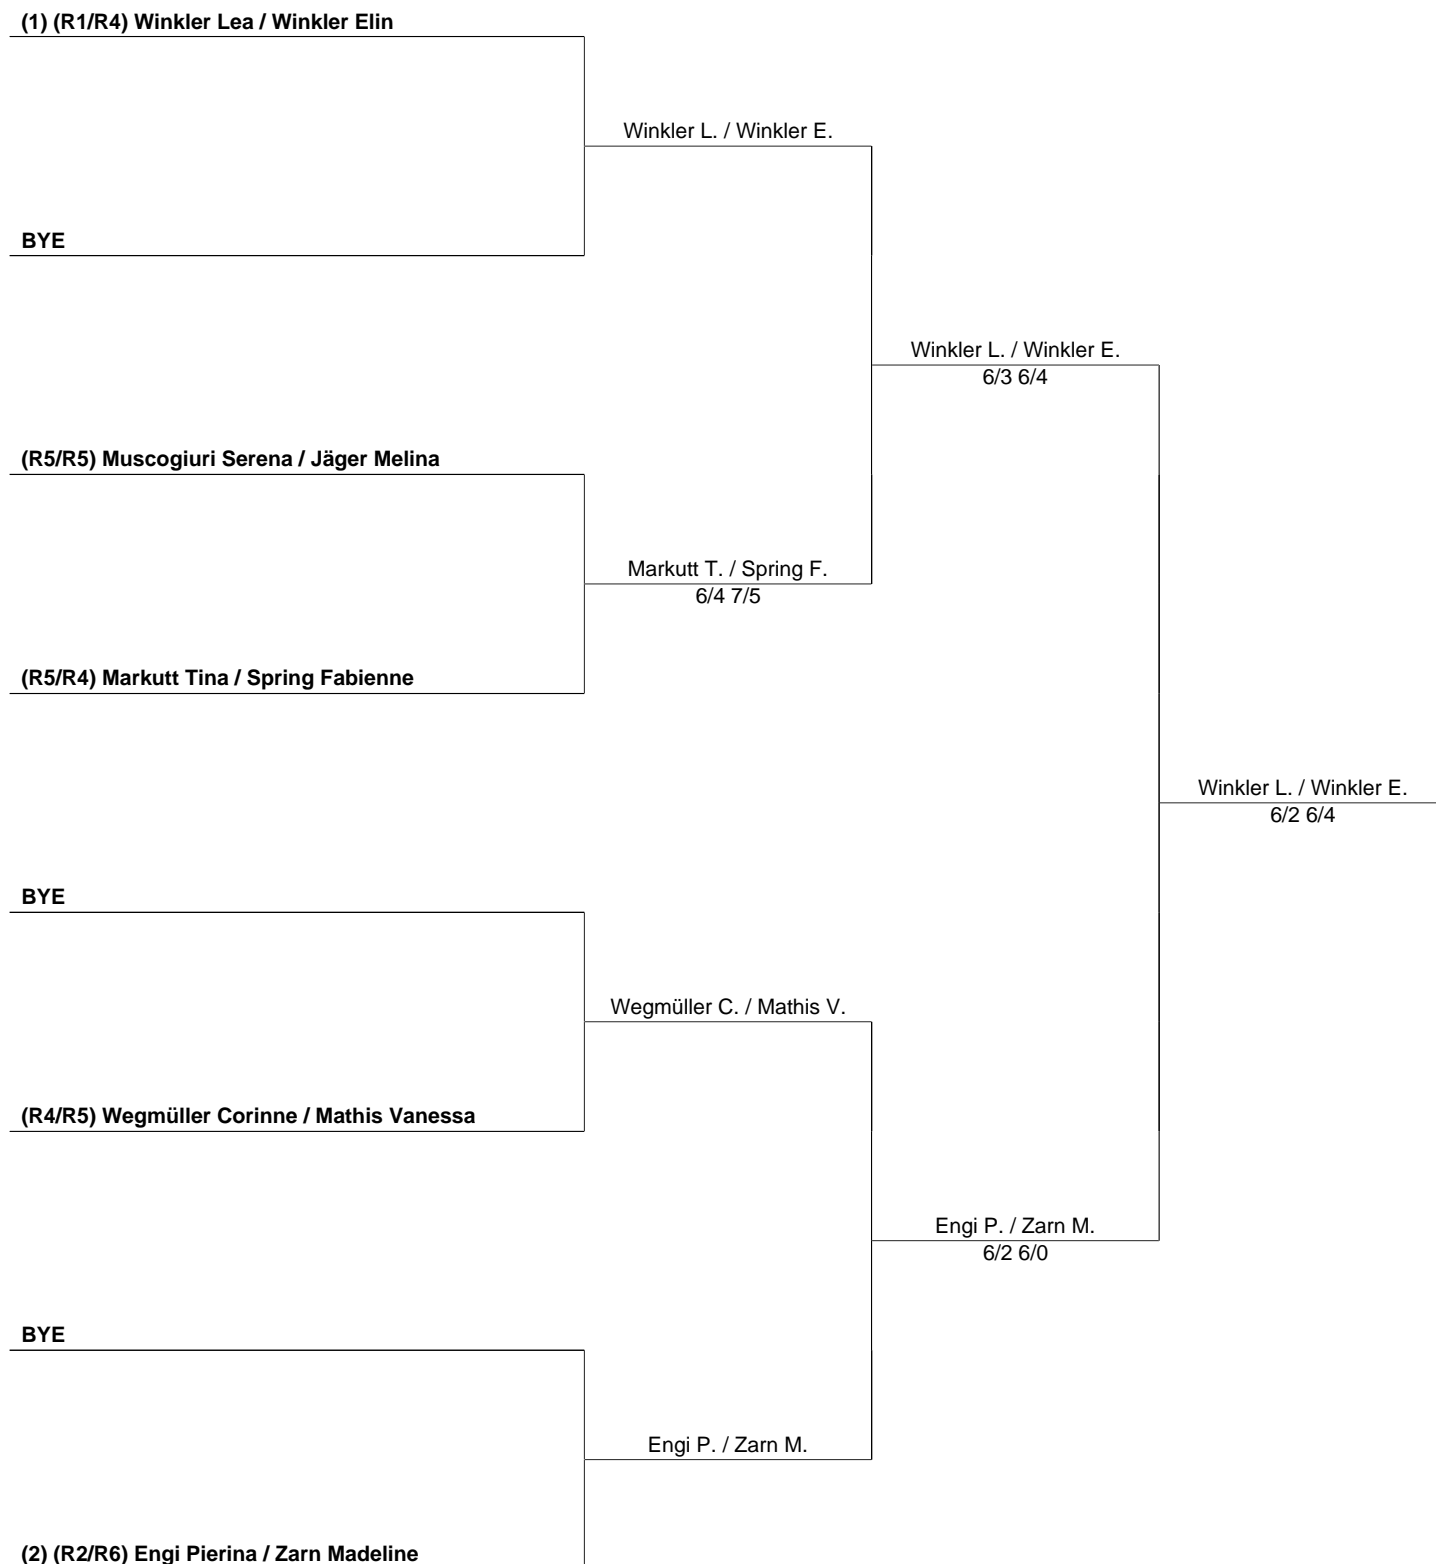 (1) (R1/R4) Winkler Lea / Winkler Elin
Winkler L. / Winkler E.
BYE
Winkler L. / Winkler E.
6/3 6/4
(R5/R5) Muscogiuri Serena / Jäger Melina
Markutt T. / Spring F.
6/4 7/5
(R5/R4) Markutt Tina / Spring Fabienne
Winkler L. / Winkler E.
6/2 6/4
BYE
Wegmüller C. / Mathis V.
(R4/R5) Wegmüller Corinne / Mathis Vanessa
Engi P. / Zarn M.
6/2 6/0
BYE
Engi P. / Zarn M.
(2) (R2/R6) Engi Pierina / Zarn Madeline